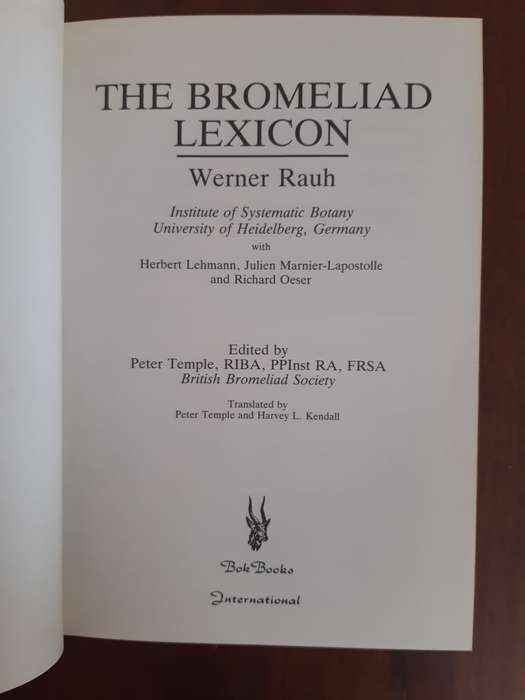 THE BROMELIAD
LEXICON
Werner Rauh
Institute of Systematic Botany
University of Heidelberg, Germany
with
Herbert Lehmann, Julien Marnier-Lapostolle
and Richard Oeser
Edited by
Peter Temple, RIBA, PPInst RA, FRSA
British Bromeliad Society
Translated by
Peter Temple and Harvey L. Kendall
BokBooks
International